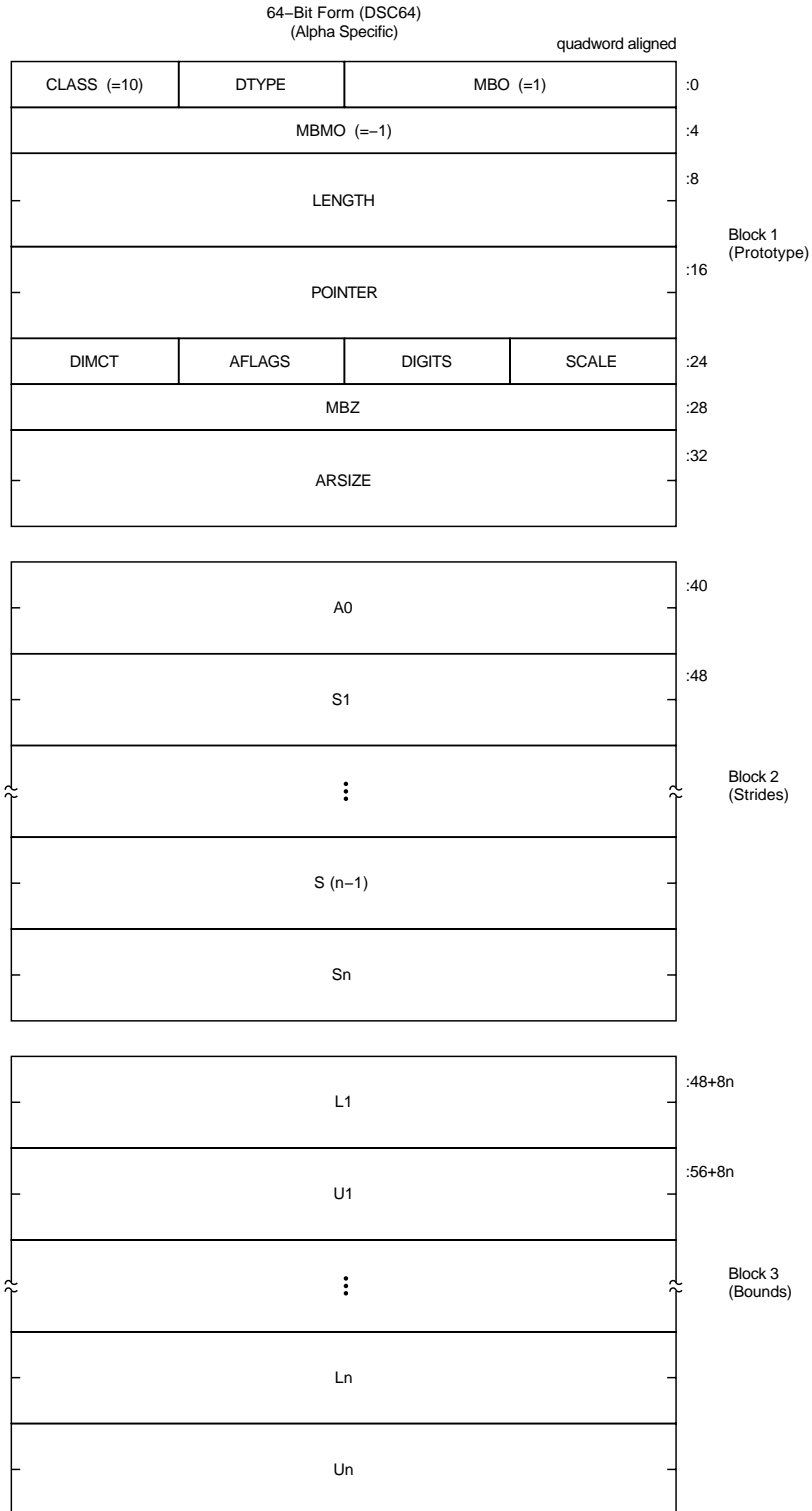 64−Bit Form (DSC64)
(Alpha Specific)
quadword aligned
CLASS (=10) DTYPE MBO (=1) :0
MBMO (=−1) :4
:8
LENGTH
Block 1
(Prototype)
:16
POINTER
DIMCT AFLAGS DIGITS SCALE :24
MBZ :28
:32
ARSIZE
:40
A0
:48
S1
Block 2
(Strides)
S (n−1)
Sn
:48+8n
L1
:56+8n
U1
Block 3
(Bounds)
Ln
Un